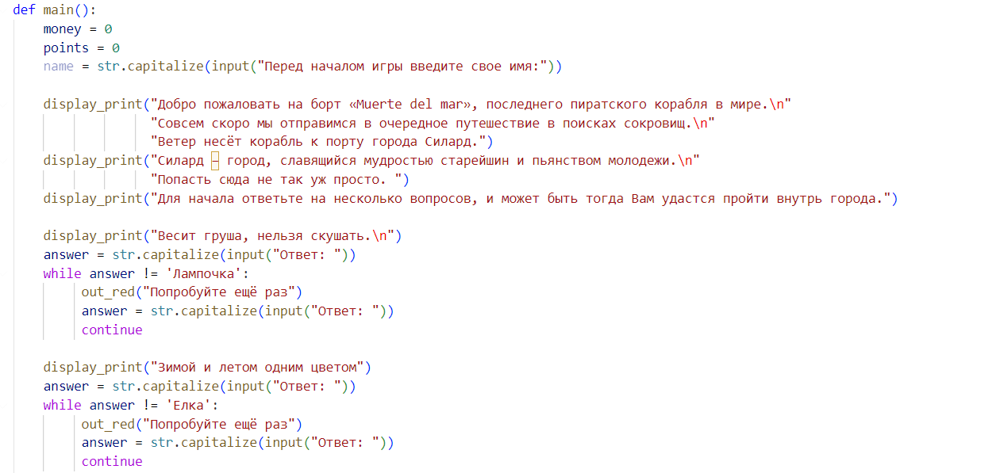 def main():
    money = 0
    points = 0
    name = str.capitalize(input("Перед началом игры введите свое имя:"))
    display_print("Добро пожаловать на борт «Muerte del mar», последнего пиратского корабля в мире.\n"
                  "Совсем скоро мы отправимся в очередное путешествие в поисках сокровищ.\n"
                  "Ветер несёт корабль к порту города Силард.")
    display_print("Силард – город, славящийся мудростью старейшин и пьянством молодежи.\n"
                  "Попасть сюда не так уж просто. ")
    display_print("Для начала ответьте на несколько вопросов, и может быть тогда Вам удастся пройти внутрь города.")
    display_print("Весит груша, нельзя скушать.\n")
    answer = str.capitalize(input("Ответ: "))
    while answer != 'Лампочка':
         out_red("Попробуйте ещё раз")
         answer = str.capitalize(input("Ответ: "))
         continue
    display_print("Зимой и летом одним цветом")
    answer = str.capitalize(input("Ответ: "))
    while answer != 'Елка':
         out_red("Попробуйте ещё раз")
         answer = str.capitalize(input("Ответ: "))
         continue